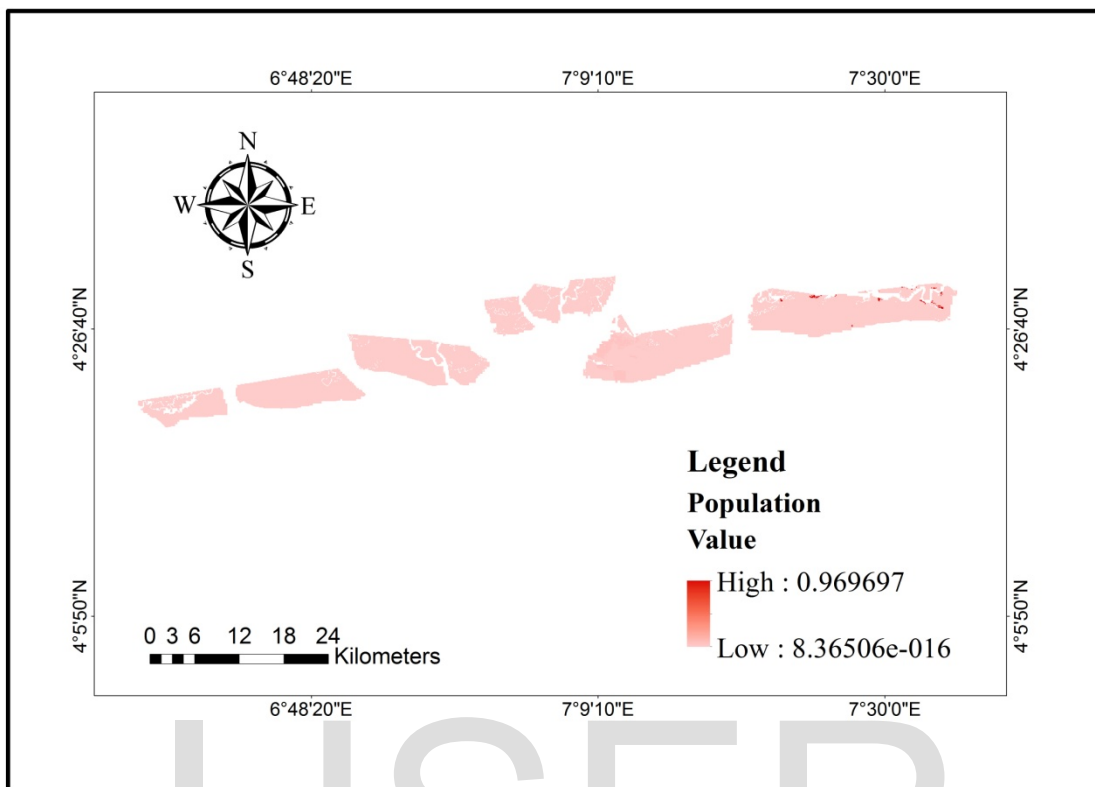 6°48'20"E 7°9'10"E 7°30'0"E
N
W E
S
4°26'40"N 4°26'40"N
Legend
Population
Value
High : 0.969697
Low : 8.36506e-016
4°5'50"N 4°5'50"N
0 3 6 12 18 24
Kilometers
6°48'20"E 7°9'10"E 7°30'0"E